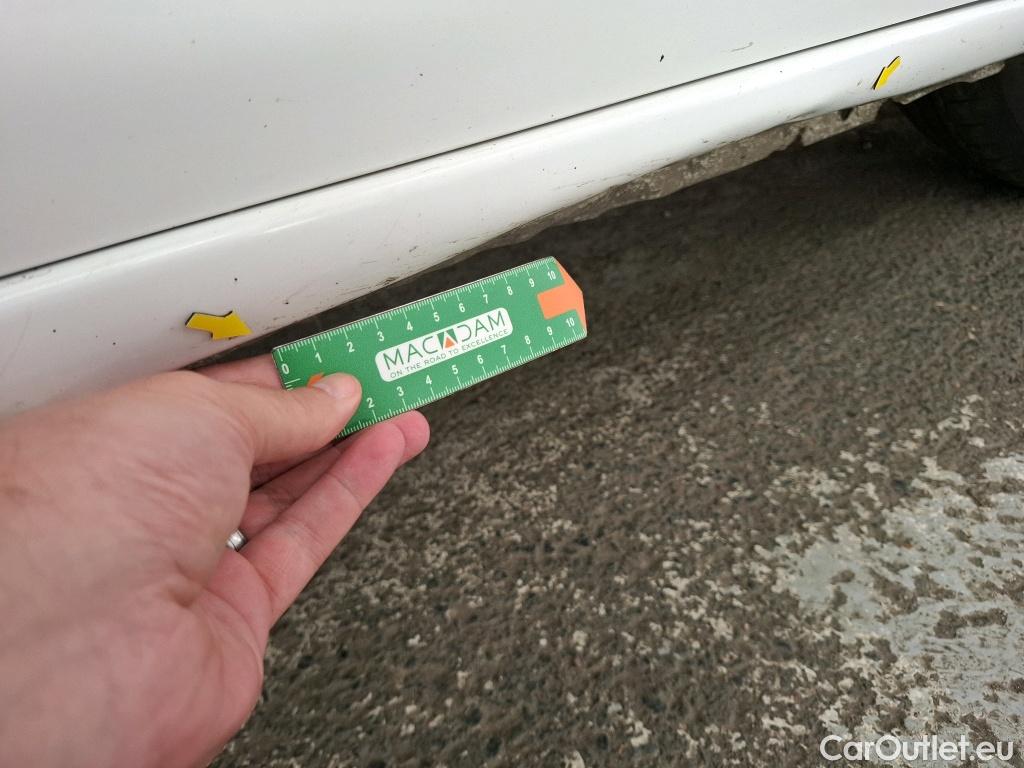 0 1 2 3 4 5 6 7 8 9 10
MACADAM
ON THE ROAD TO EXCELLENCE
2 3 4 5 6 7 8 9 10
CarOutlet.eu